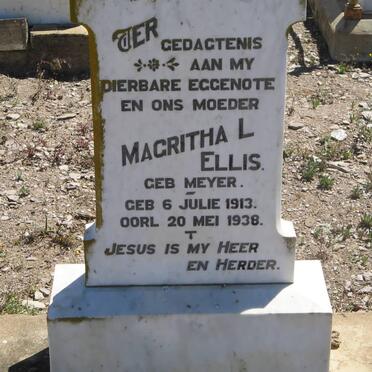 TER
GEDAGTENIS
AAN MY
DIERBARE EGGENOTE
EN ONS MOEDER
MAGRITHA L
ELLIS.
GEB MEYER.
GEB 6 JULIE 1913.
OORL 20 MEI 1938.
JESUS IS MY HEER
EN HERDER.